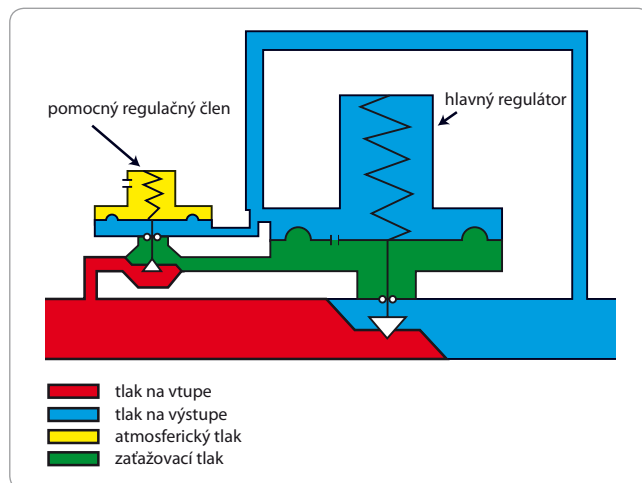 pomocný regulačný člen
hlavný regulátor
tlak na vtupe
tlak na výstupe
atmosferický tlak
zaťažovací tlak